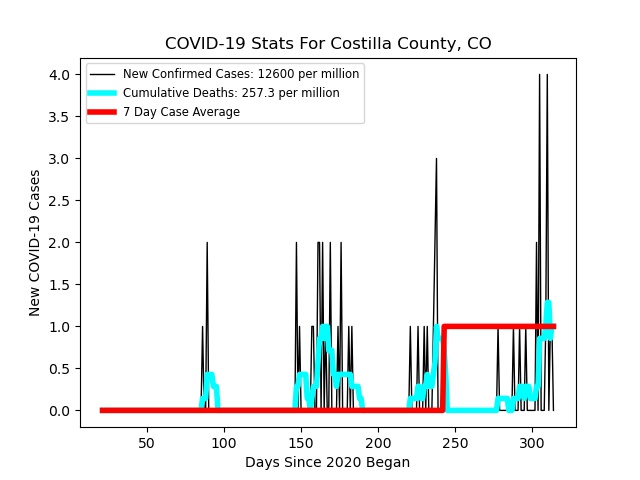 COVID-19 Stats For Costilla County, CO
New Confirmed Cases: 12600 per million
Cumulative Deaths: 257.3 per million
7 Day Case Average
New COVID-19 Cases
4.0
3.5
3.0
2.5
2.0
1.5
1.0
0.5
0.0
50 100 150 200 250 300
Days Since 2020 Began